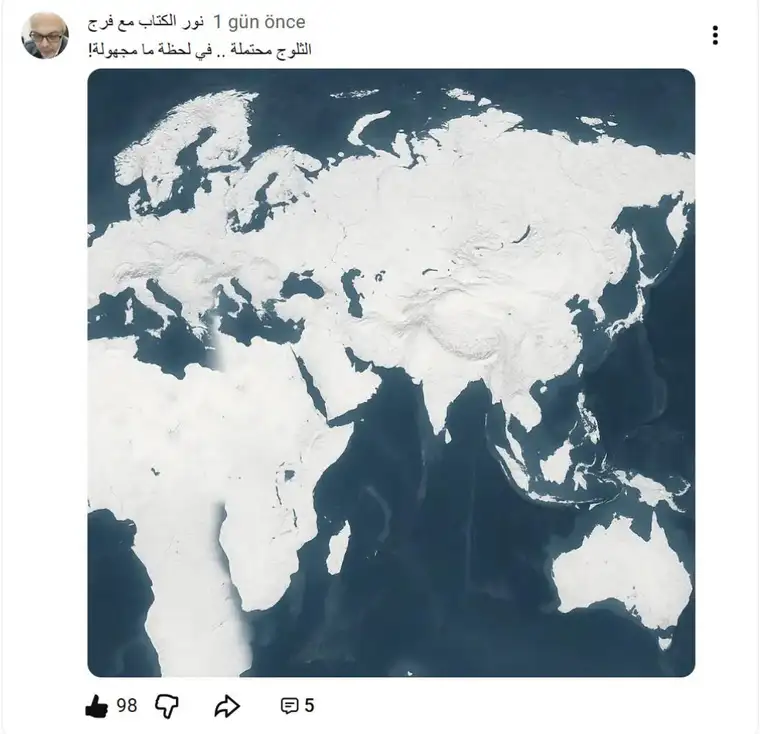 نور الكتاب مع فرج 1 gün önce
الثلوج محتملة .. في لحظة ما مجهولة!
98
5